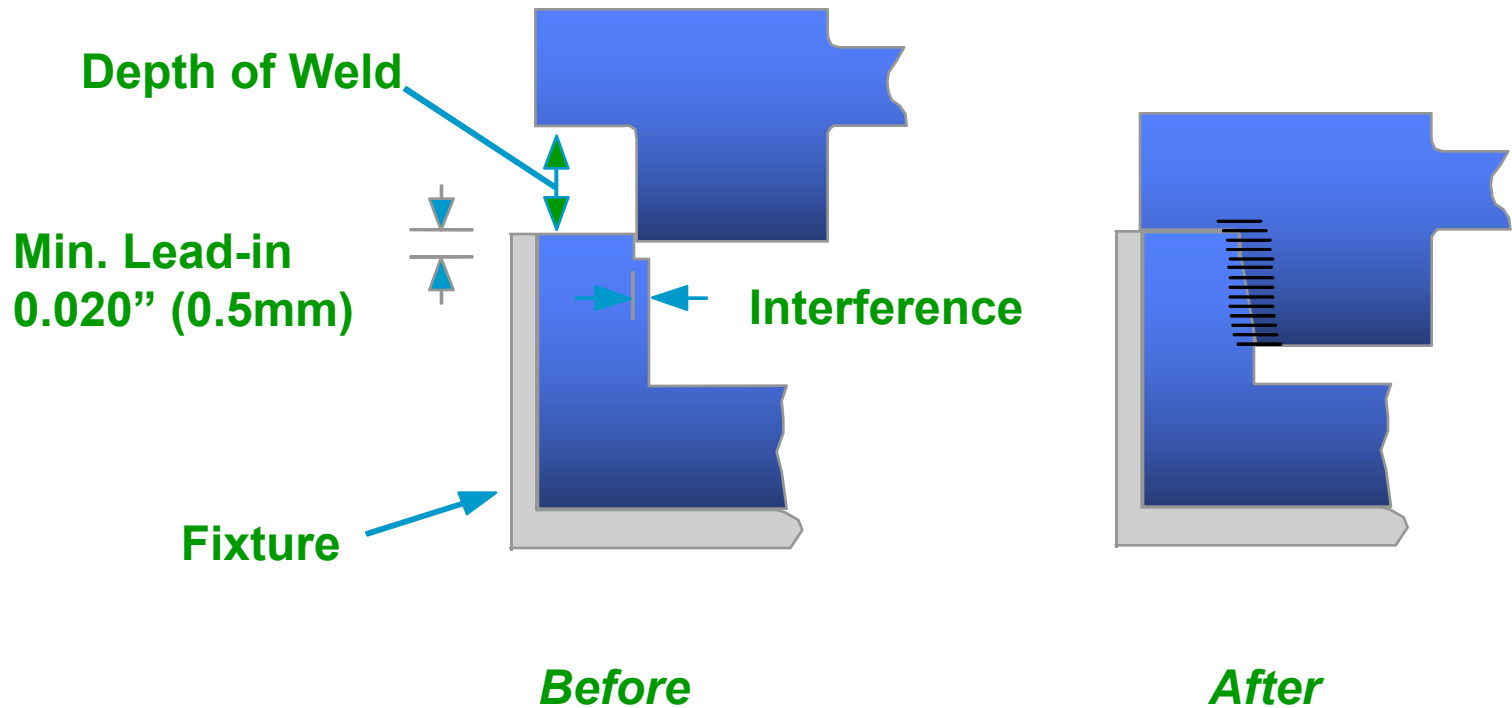 Depth of Weld
Min. Lead-in
0.020” (0.5mm)
Interference
Fixture
Before
After